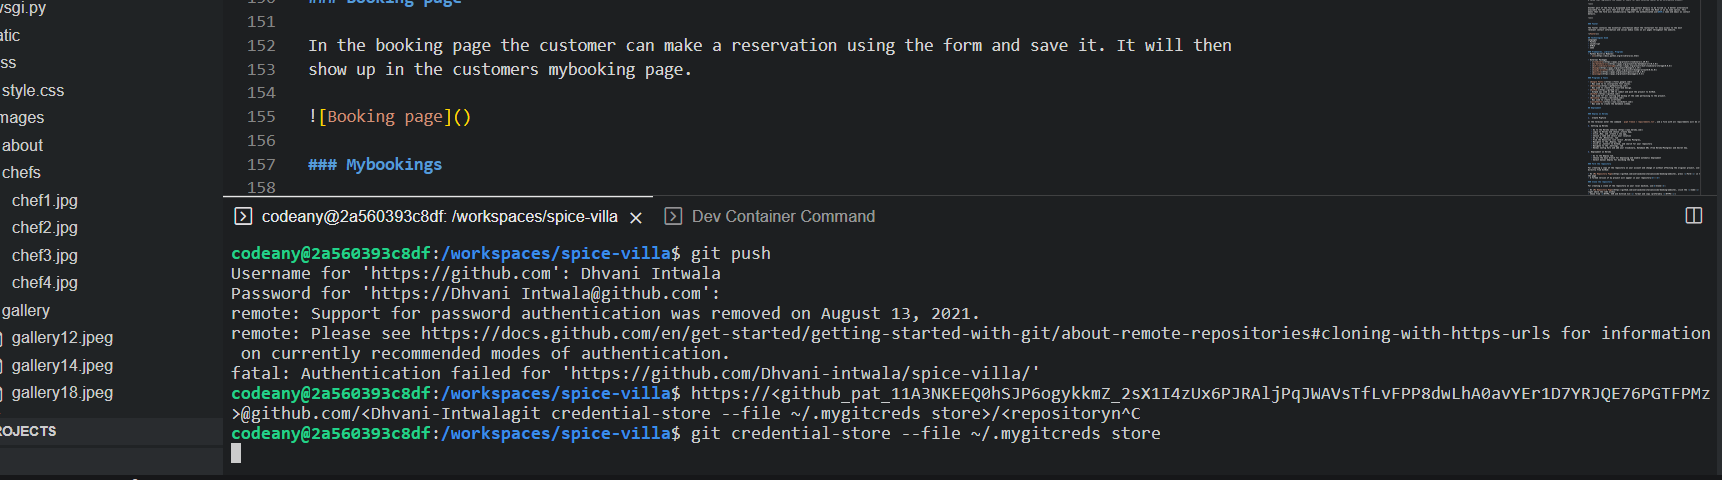 vsgi.py
atic
ss
style.css
mages
about
chefs
chef1.jpg
chef2.jpg
chef3.jpg
chef4.jpg
gallery
gallery12.jpeg
gallery14.jpeg
gallery18.jpeg
ROJECTS
150 ### Booking page
151
152 In the booking page the customer can make a reservation using the form and save it. It will then
153 show up in the customers mybooking page.
154
155 ![Booking page]()
156
157 ### Mybookings
158
codeany@2a560393c8df: /workspaces/spice-villa
Dev Container Command
codeany@2a560393c8df:/workspaces/spice-villa$ git push
Username for 'https://github.com': Dhvani Intwala
Password for 'https://Dhvani Intwala@github.com':
remote: Support for password authentication was removed on August 13, 2021.
remote: Please see https://docs.github.com/en/get-started/getting-started-with-git/about-remote-repositories#cloning-with-https-urls for information
on currently recommended modes of authentication.
fatal: Authentication failed for 'https://github.com/Dhvani-intwala/spice-villa/'
codeany@2a560393c8df:/workspaces/spice-villa$ https://<
>@github.com/<Dhvani-Intwalagit credential-store --file ~/.mygitcreds store>/<repositoryn^C
codeany@2a560393c8df:/workspaces/spice-villa$ git credential-store --file ~/.mygitcreds store